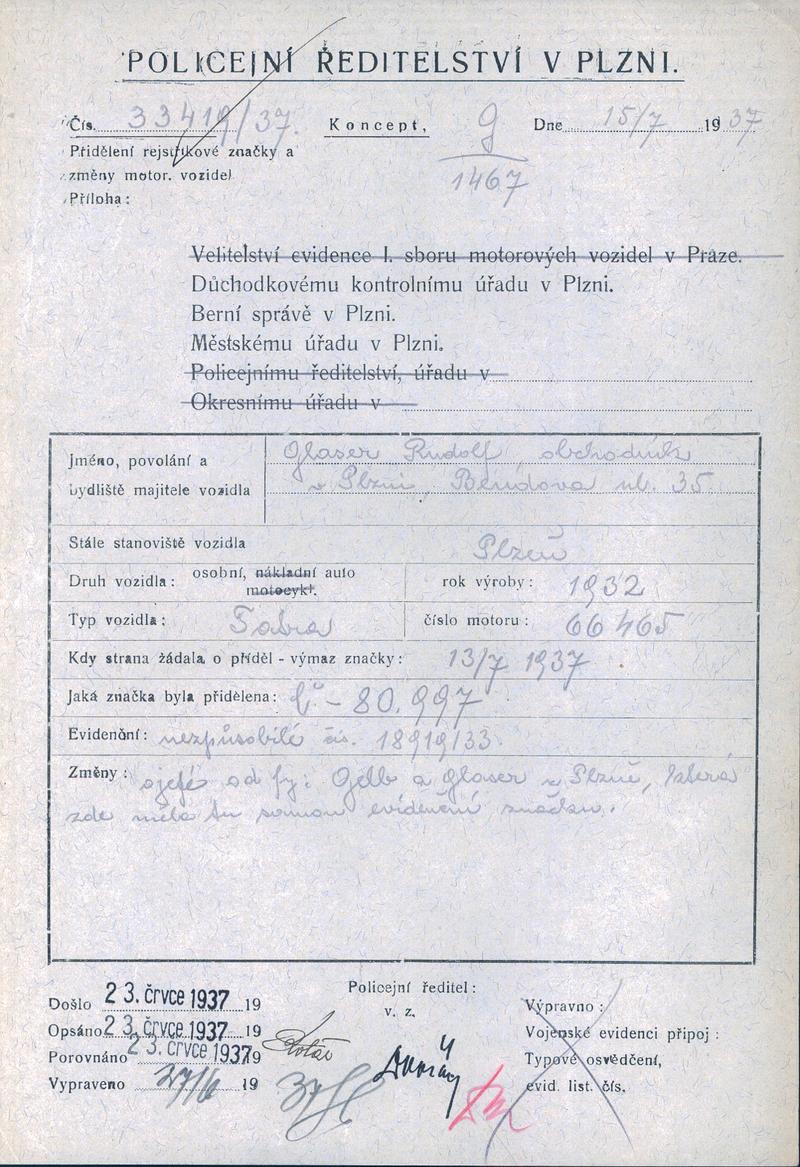 POLICEJNÍ ŘEDITELSTVÍ V PLZNI.
Čís. 33419/37. Koncept, 9 Dne 15/7 1937
1467
Přidělení rejstříkové značky a
změny motor. vozidel
Příloha:
Velitelství evidence I. sboru motorových vozidel v Praze.
Důchodkovému kontrolnímu úřadu v Plzni.
Berní správě v Plzni.
Městskému úřadu v Plzni.
Policejnímu ředitelství, úřadu v
Okresnímu úřadu v
Jméno, povolání a Glaser Rudolf obchodník
bydliště majitele vozidla v Plzni, Bendova ul. 35.
Stálé stanoviště vozidla Plzeň
Druh vozidla: osobní, nákladní auto rok výroby: 1932
motocykl.
Typ vozidla: Tatra číslo motoru: 66465
Kdy strana žádala o příděl - výmaz značky: 13/7 1937
Jaká značka byla přidělena: Č - 80.997
Evidenční: nezpůsobilé čís. 18919/33
Změny: ojeté od fy: Gelb a Glaser v Plzni, která
zde měla tu samou evidenční značku.
Došlo 23. črvce 1937 19
Opsáno 23. črvce 1937 19
Porovnáno 23. črvce 1937 19
Vypraveno 27/6 19
Policejní ředitel:
v. z.
Výpravno:
Vojenské evidenci připoj:
Typové osvědčení,
evid. list. čís.